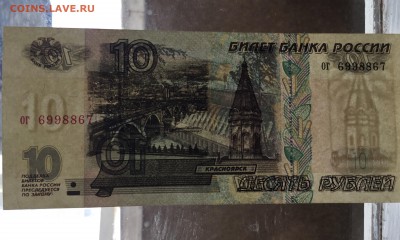 COINS.LAVE.RU
10
10
БИЛЕТ БАНКА РОССИИ
ог 6998867
ог 6998867
10
КРАСНОЯРСК
10
ПОДДЕЛКА
БИЛЕТОВ
БАНКА РОССИИ
ПРЕСЛЕДУЕТСЯ
ПО ЗАКОНУ
ДЕСЯТЬ РУБЛЕЙ